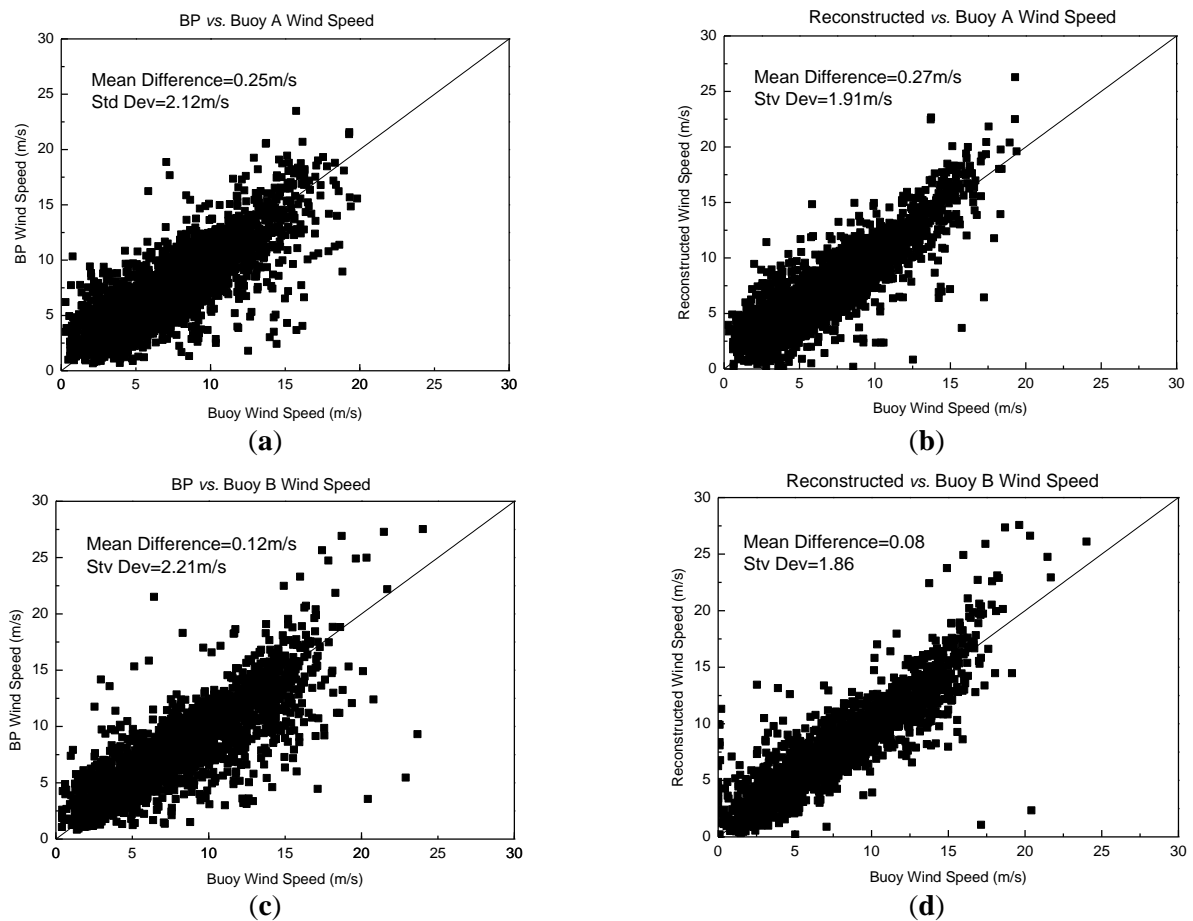 BP vs. Buoy A Wind Speed
Mean Difference=0.25m/s
Std Dev=2.12m/s
BP Wind Speed (m/s)
30
25
20
15
10
5
0
0 5 10 15 20 25 30
Buoy Wind Speed (m/s)
(a)
Reconstructed vs. Buoy A Wind Speed
Mean Difference=0.27m/s
Stv Dev=1.91m/s
Reconstructed Wind Speed (m/s)
30
25
20
15
10
5
0
0 5 10 15 20 25 30
Buoy Wind Speed (m/s)
(b)
BP vs. Buoy B Wind Speed
Mean Difference=0.12m/s
Stv Dev=2.21m/s
BP Wind Speed (m/s)
30
25
20
15
10
5
0
0 5 10 15 20 25 30
Buoy Wind Speed (m/s)
(c)
Reconstructed vs. Buoy B Wind Speed
Mean Difference=0.08
Stv Dev=1.86
Reconstructed Wind Speed (m/s)
30
25
20
15
10
5
0
0 5 10 15 20 25 30
Buoy Wind Speed (m/s)
(d)